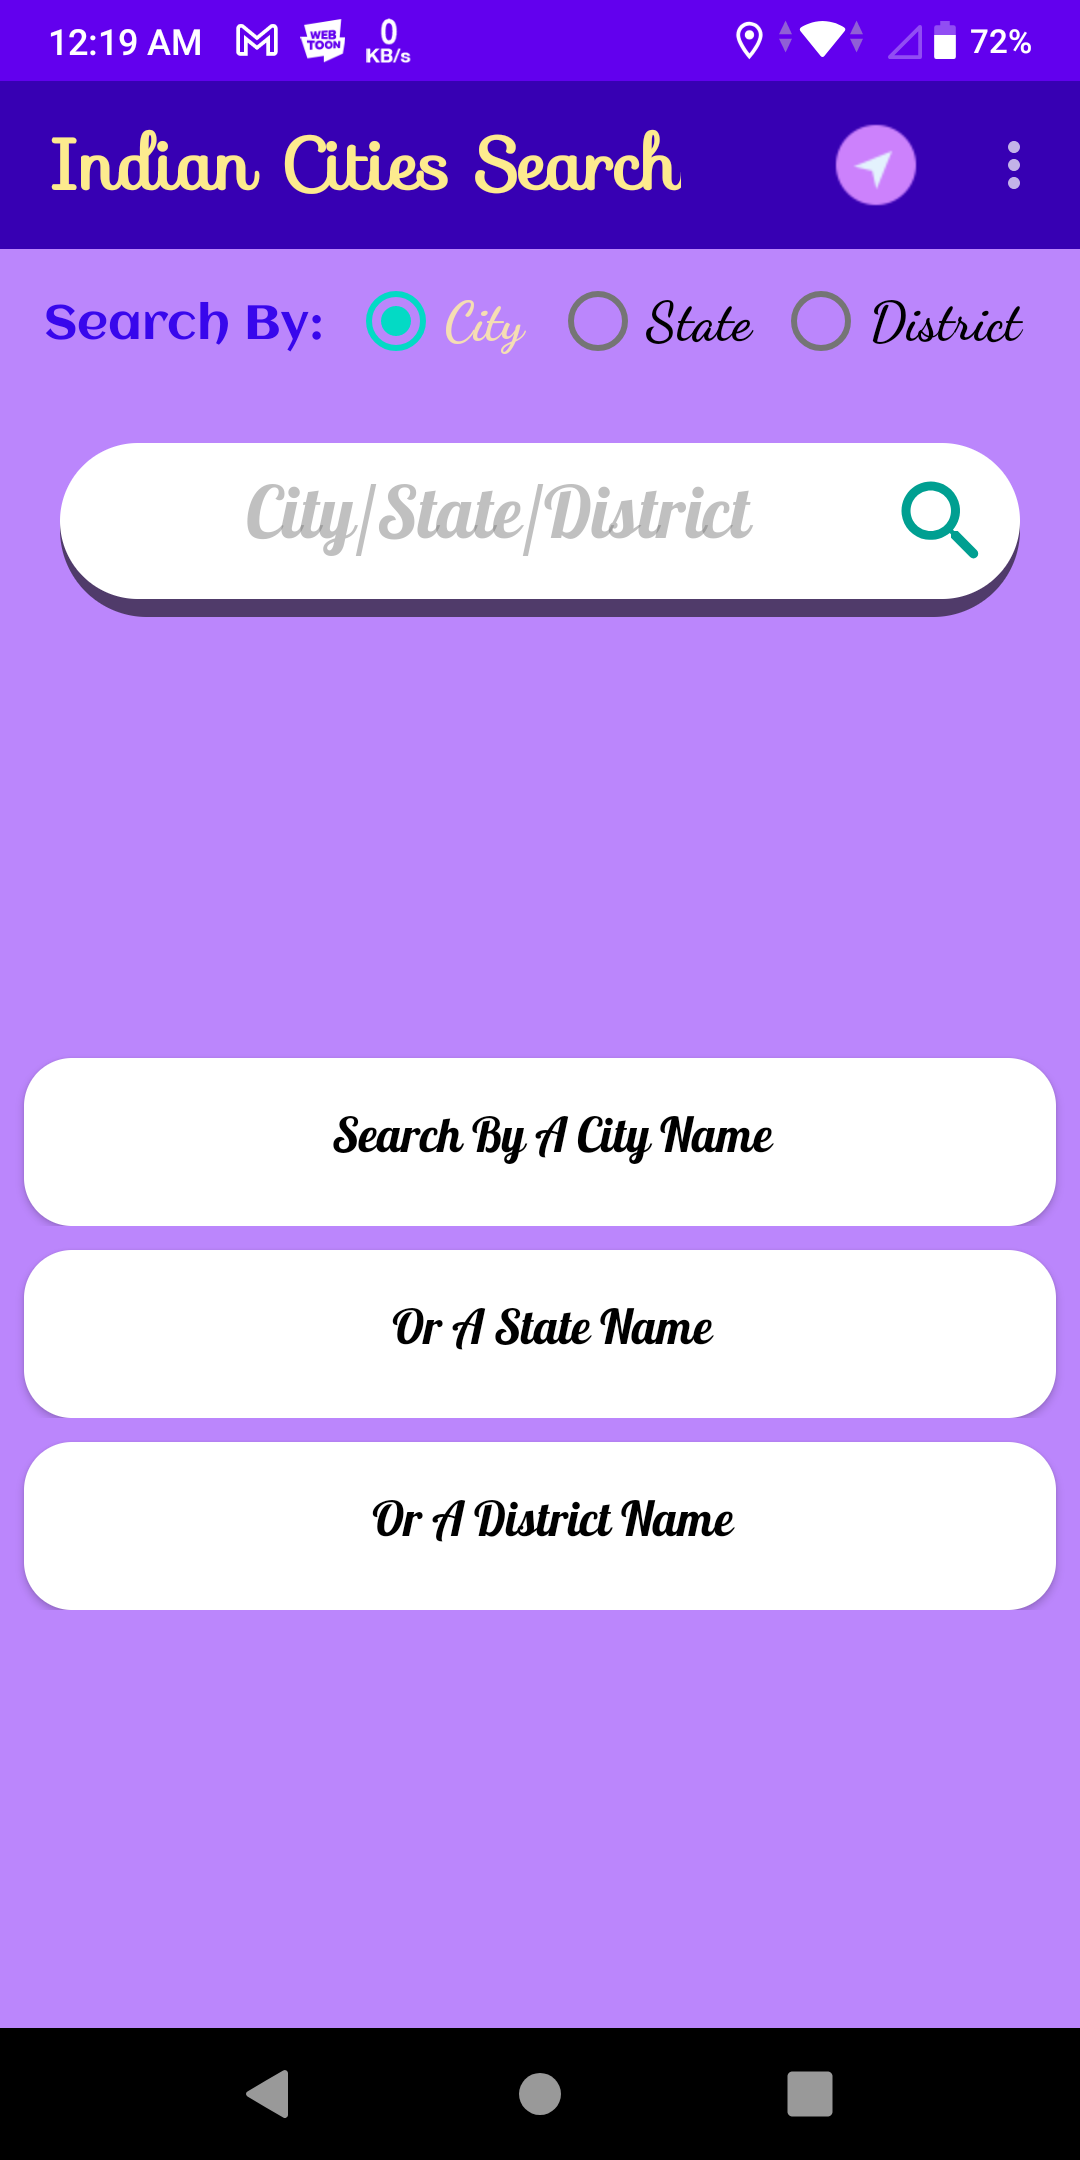 12:19 AM WEB TOON 0 KB/s 72%
Indian Cities Search
Search By: City State District
City/State/District
Search By A City Name
Or A State Name
Or A District Name